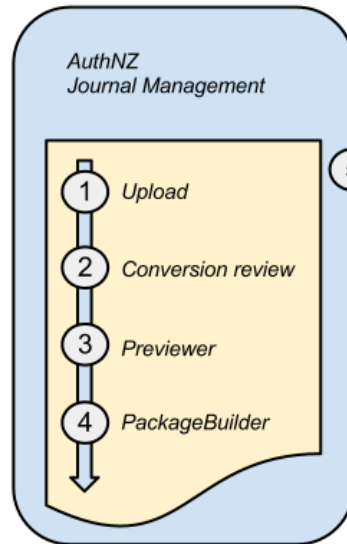 AuthNZ
Journal Management
1 Upload
2 Conversion review
3 Previewer
4 PackageBuilder